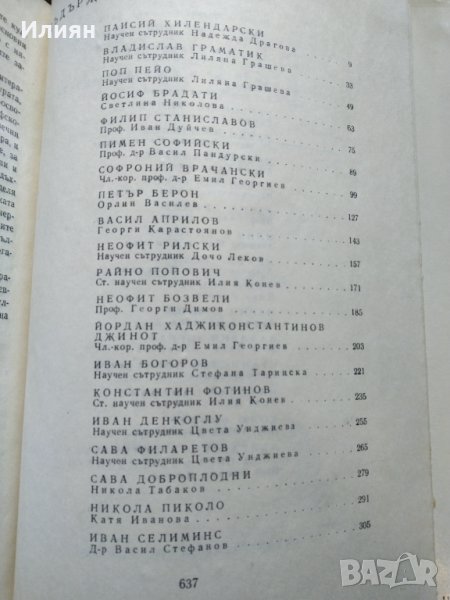 Илиян
ОДЪРЖ
ПАИСИЙ ХИЛЕНДАРСКИ
Научен сътрудник Надежда Драгова 9
ВЛАДИСЛАВ ГРАМАТИК
Научен сътрудник Лиляна Грашева 33
ПОП ПЕЙО
Научен сътрудник Лиляна Грашева 49
ЙОСИФ БРАДАТИ
Светлина Николова 63
ФИЛИП СТАНИСЛАВОВ
Проф. Иван Дуйчев 75
ПИМЕН СОФИЙСКИ
Проф. д-р Васил Пандурски 89
СОФРОНИЙ ВРАЧАНСКИ
Чл.-кор. проф. д-р Емил Георгиев 99
ПЕТЪР БЕРОН
Орлин Василев 127
ВАСИЛ АПРИЛОВ
Георги Карастоянов 143
НЕОФИТ РИЛСКИ
Научен сътрудник Дочо Леков 157
РАЙНО ПОПОВИЧ
Ст. научен сътрудник Илия Конев 171
НЕОФИТ БОЗВЕЛИ
Проф. Георги Димов 185
ЙОРДАН ХАДЖИКОНСТАНТИНОВ
ДЖИНОТ
Чл.-кор. проф. д-р Емил Георгиев 203
ИВАН БОГОРОВ
Научен сътрудник Стефана Таринска 221
КОНСТАНТИН ФОТИНОВ
Ст. научен сътрудник Илия Конев 235
ИВАН ДЕНКОГЛУ
Научен сътрудник Цвета Унджиева 255
САВА ФИЛАРЕТОВ
Научен сътрудник Цвета Унджиева 265
САВА ДОБРОПЛОДНИ
Никола Табаков 279
НИКОЛА ПИКОЛО
Катя Иванова 291
ИВАН СЕЛИМИНС
Д-р Васил Стефанов 305
637
BAZAR.bg